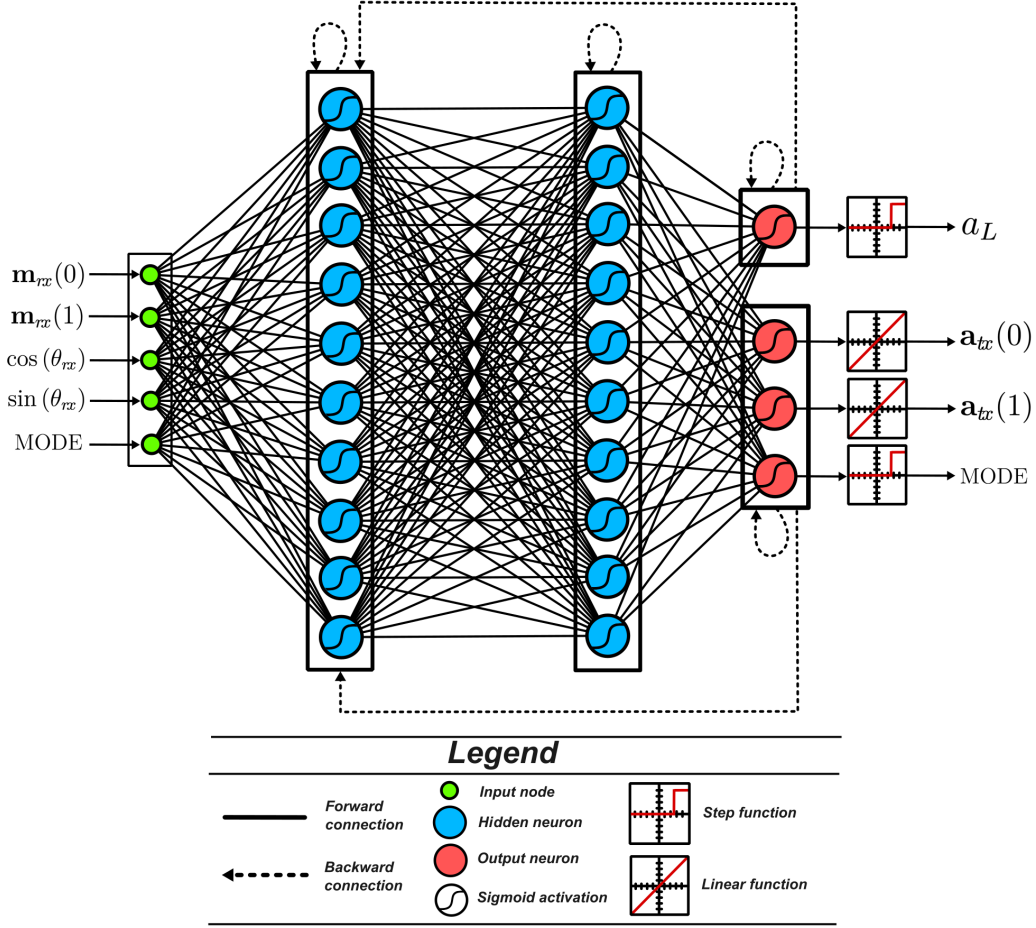 a_L
m_rx(0)
m_rx(1)
cos (θ_rx)
sin (θ_rx)
MODE
a_tx(0)
a_tx(1)
MODE
Legend
Forward
connection
Backward
connection
Input node
Hidden neuron
Output neuron
Sigmoid activation
Step function
Linear function